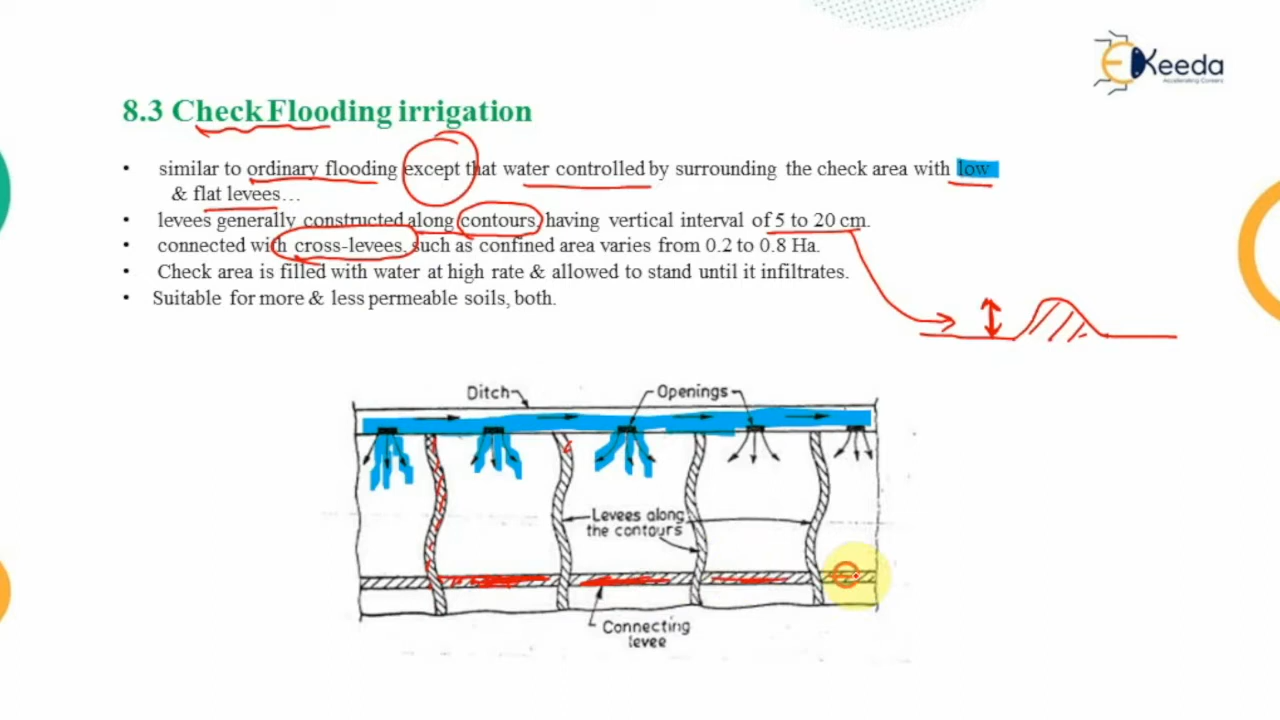 EKeeda
Accelerating Careers
8.3 Check Flooding irrigation
• similar to ordinary flooding except that water controlled by surrounding the check area with low
& flat levees…
• levees generally constructed along contours, having vertical interval of 5 to 20 cm.
• connected with cross-levees, such as confined area varies from 0.2 to 0.8 Ha.
• Check area is filled with water at high rate & allowed to stand until it infiltrates.
• Suitable for more & less permeable soils, both.
Ditch
Openings
Levees along
the contours
Connecting
levee